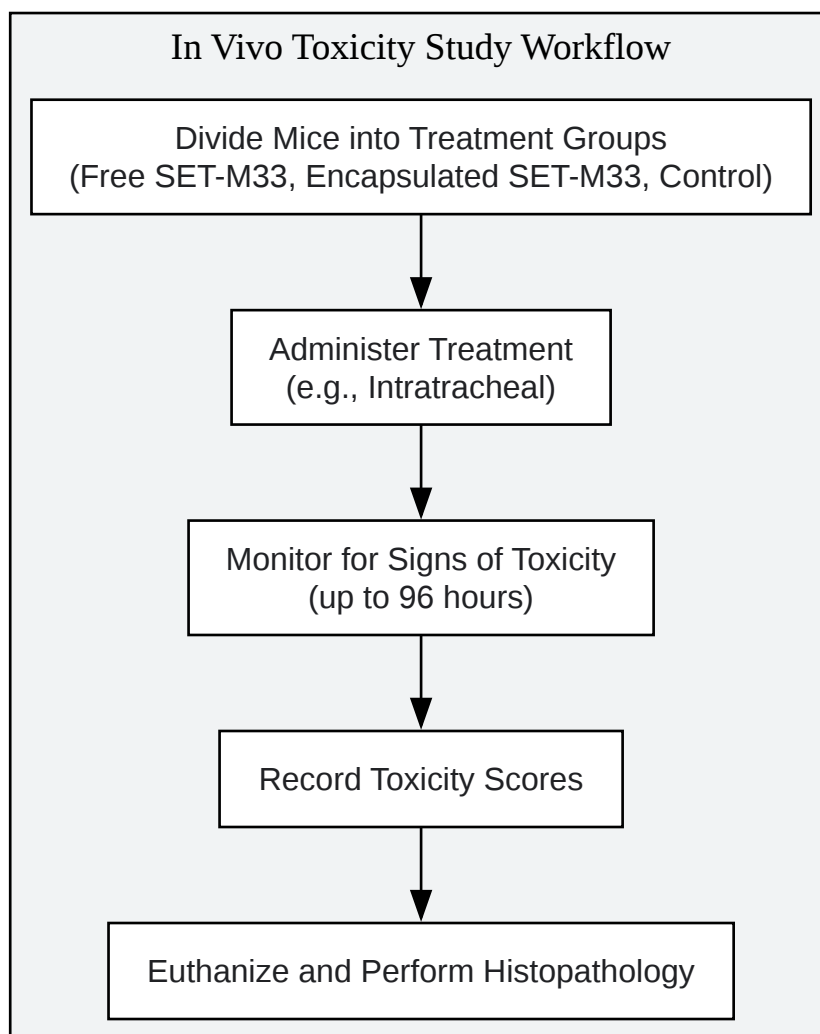 In Vivo Toxicity Study Workflow
Divide Mice into Treatment Groups
(Free SET-M33, Encapsulated SET-M33, Control)
Administer Treatment
(e.g., Intratracheal)
Monitor for Signs of Toxicity
(up to 96 hours)
Record Toxicity Scores
Euthanize and Perform Histopathology